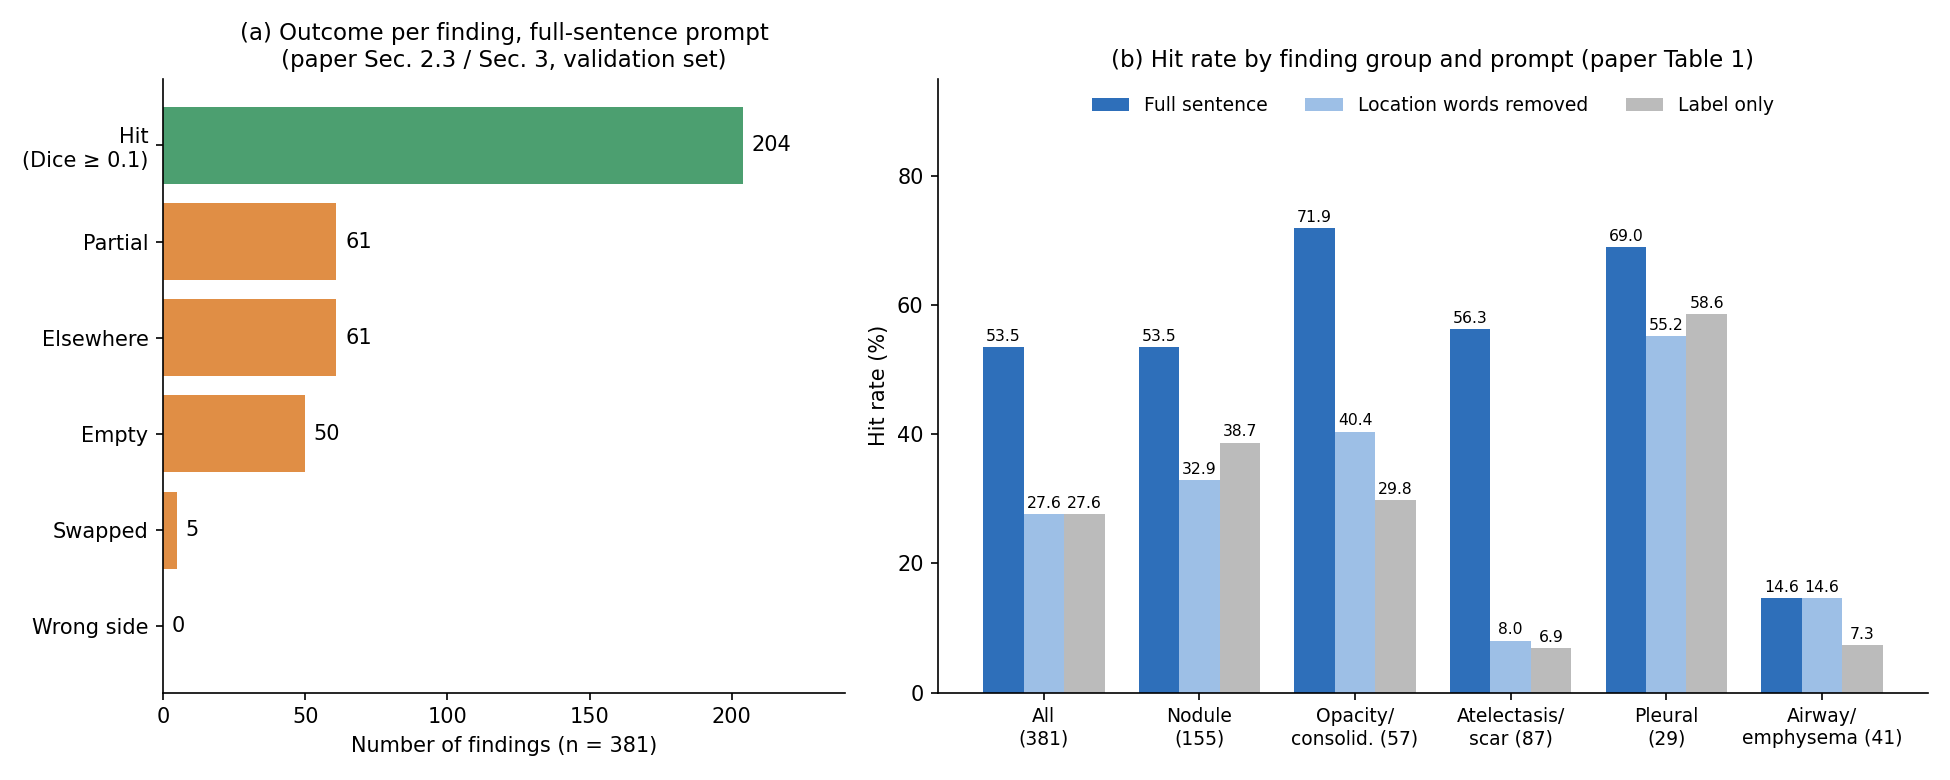 (a) Outcome per finding, full-sentence prompt
(paper Sec. 2.3 / Sec. 3, validation set)
Hit
(Dice ≥ 0.1)
204
Partial
61
Elsewhere
61
Empty
50
Swapped
5
Wrong side
0
0 50 100 150 200
Number of findings (n = 381)
(b) Hit rate by finding group and prompt (paper Table 1)
Full sentence Location words removed Label only
Hit rate (%)
80
60
40
20
0
53.5 27.6 27.6
53.5 32.9 38.7
71.9 40.4 29.8
56.3 8.0 6.9
69.0 55.2 58.6
14.6 14.6 7.3
All
(381)
Nodule
(155)
Opacity/
consolid. (57)
Atelectasis/
scar (87)
Pleural
(29)
Airway/
emphysema (41)